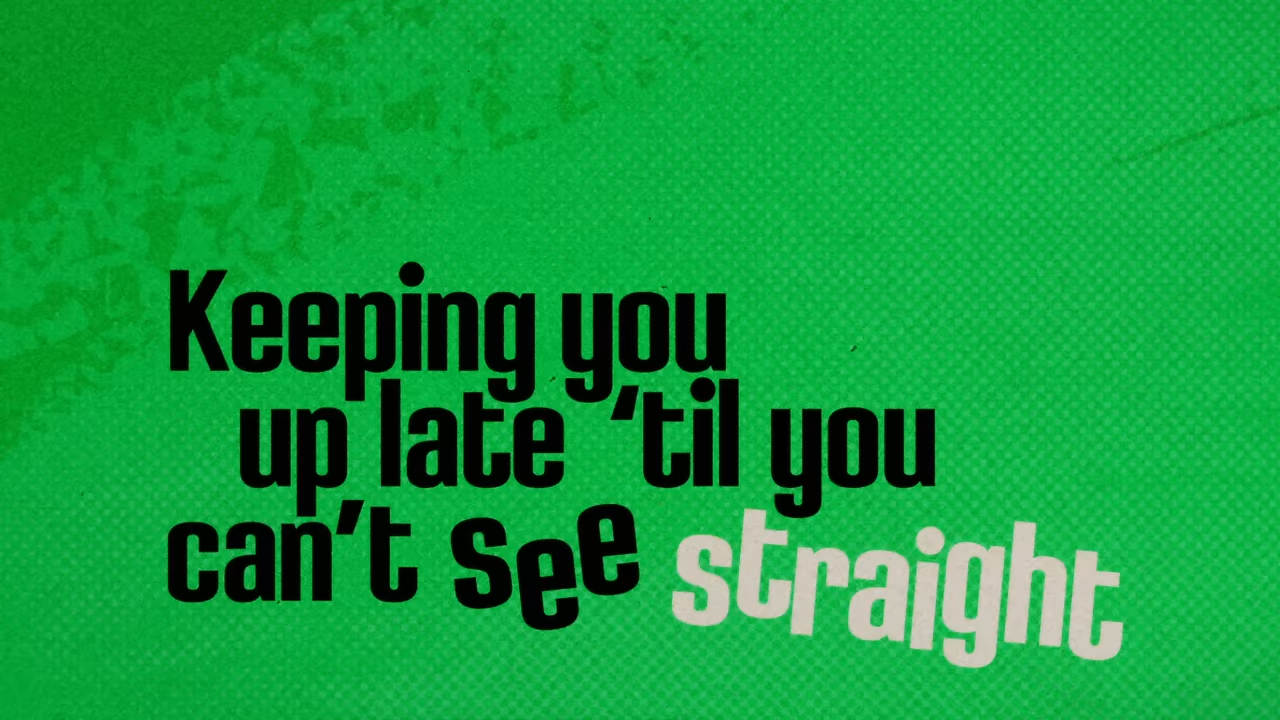 Keeping you
up late ‘til you
can’t see straight